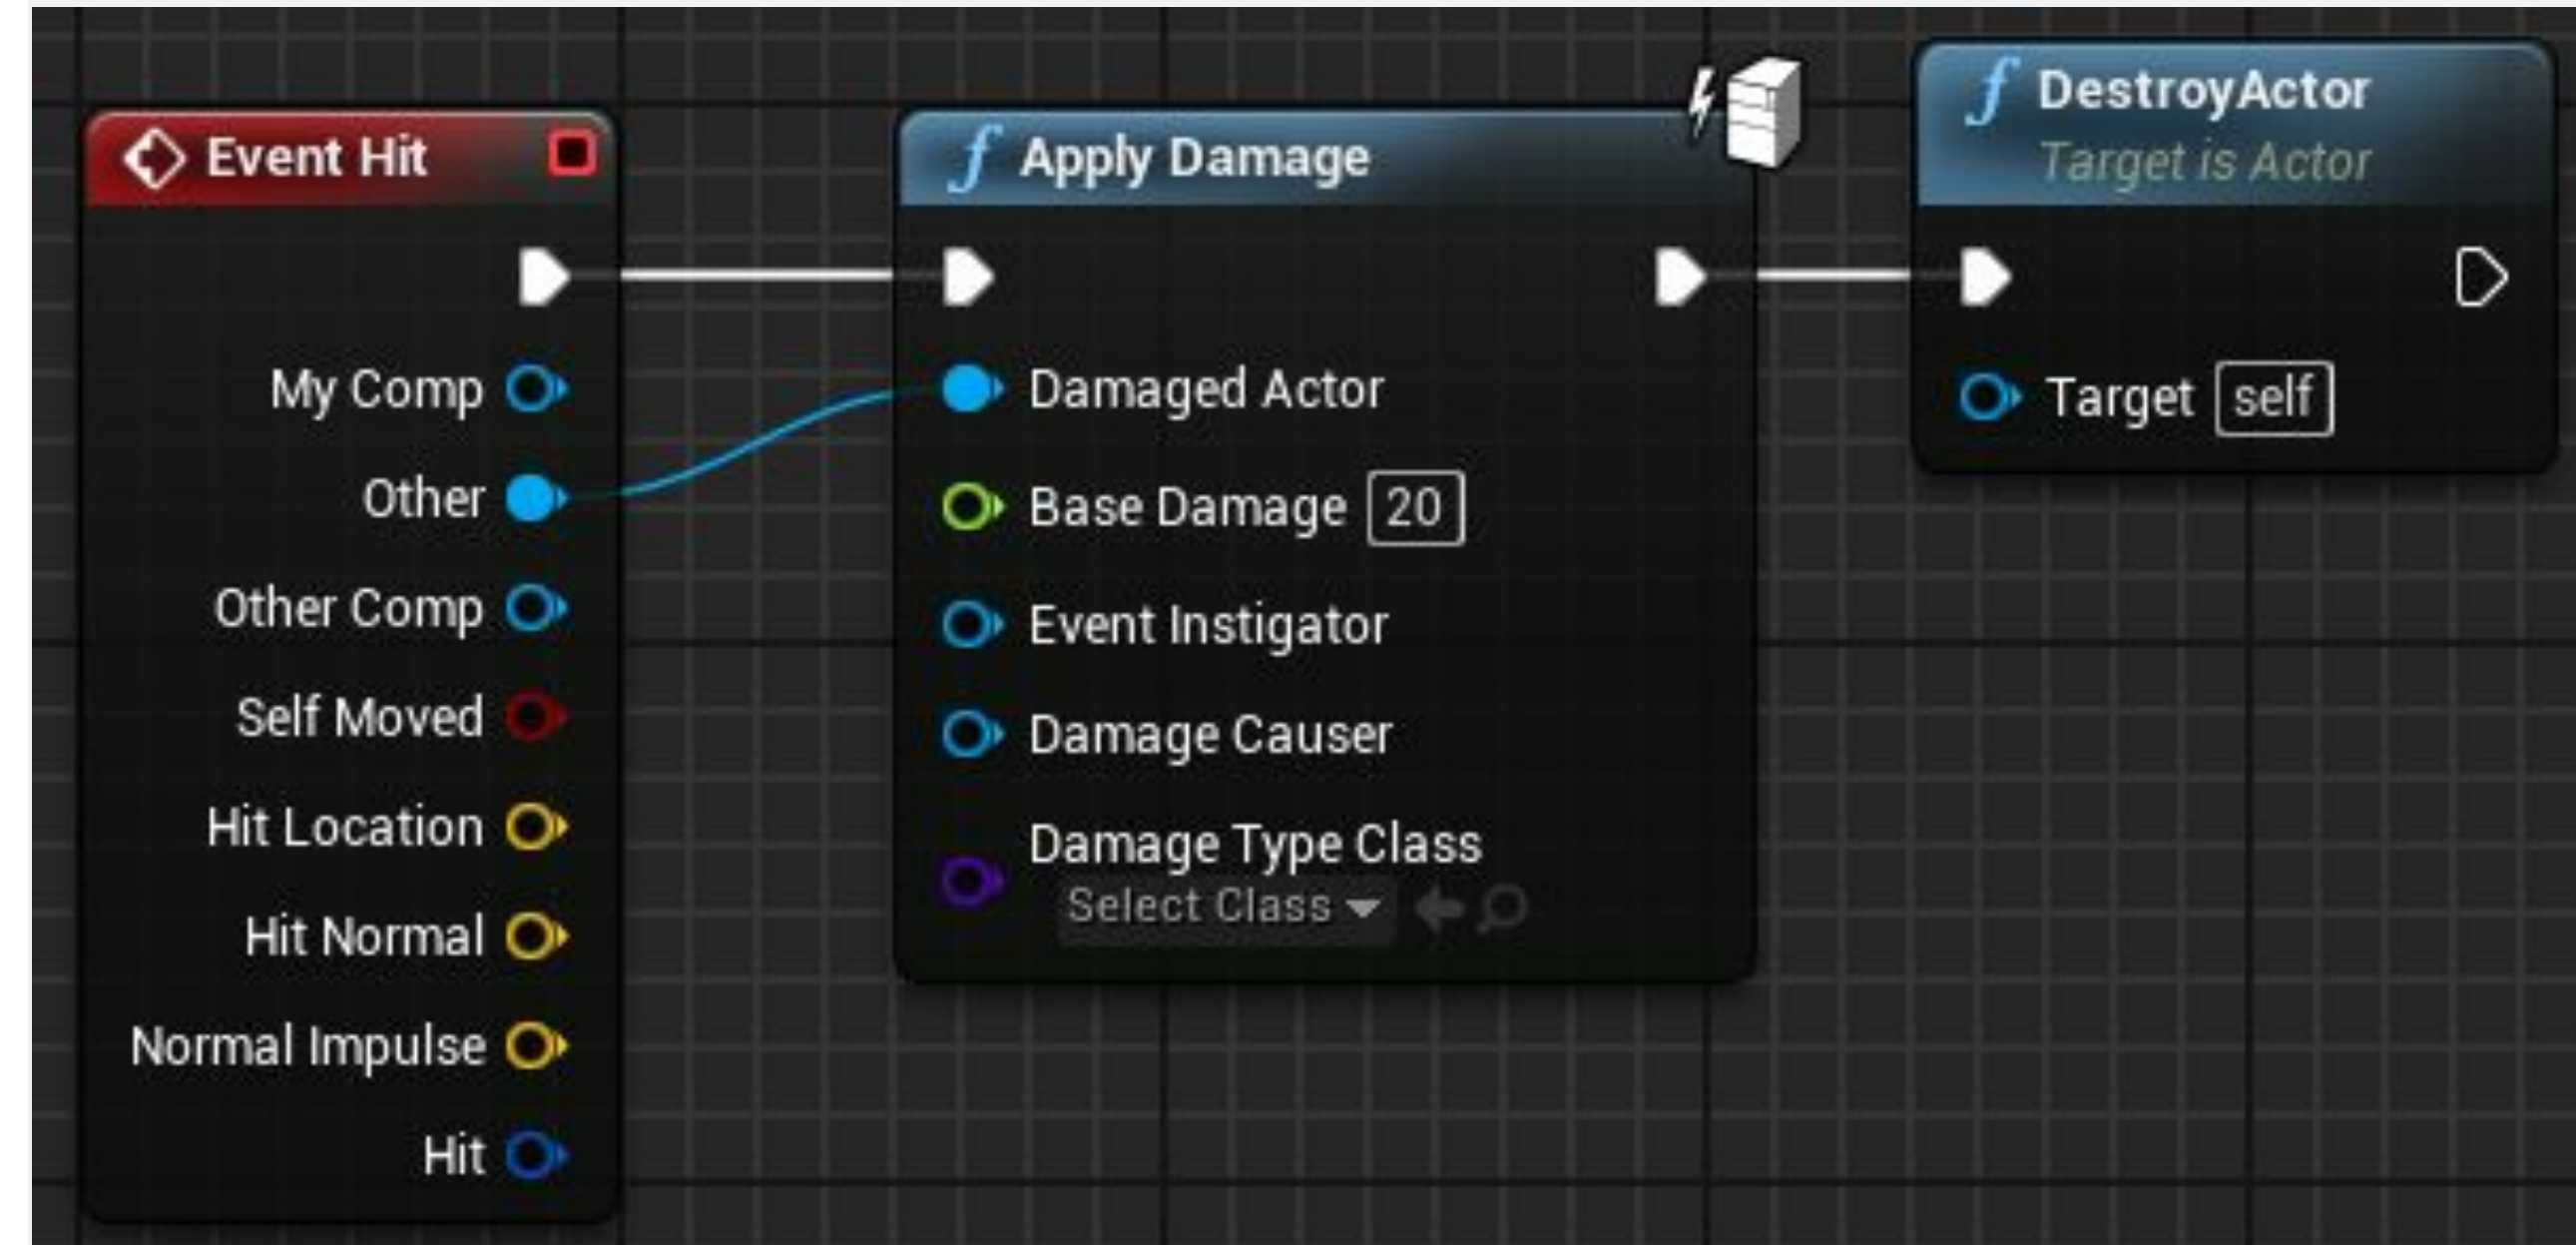 Event Hit
My Comp
Other
Other Comp
Self Moved
Hit Location
Hit Normal
Normal Impulse
Hit
f Apply Damage
Damaged Actor
Base Damage 20
Event Instigator
Damage Causer
Damage Type Class
Select Class
f DestroyActor
Target is Actor
Target self